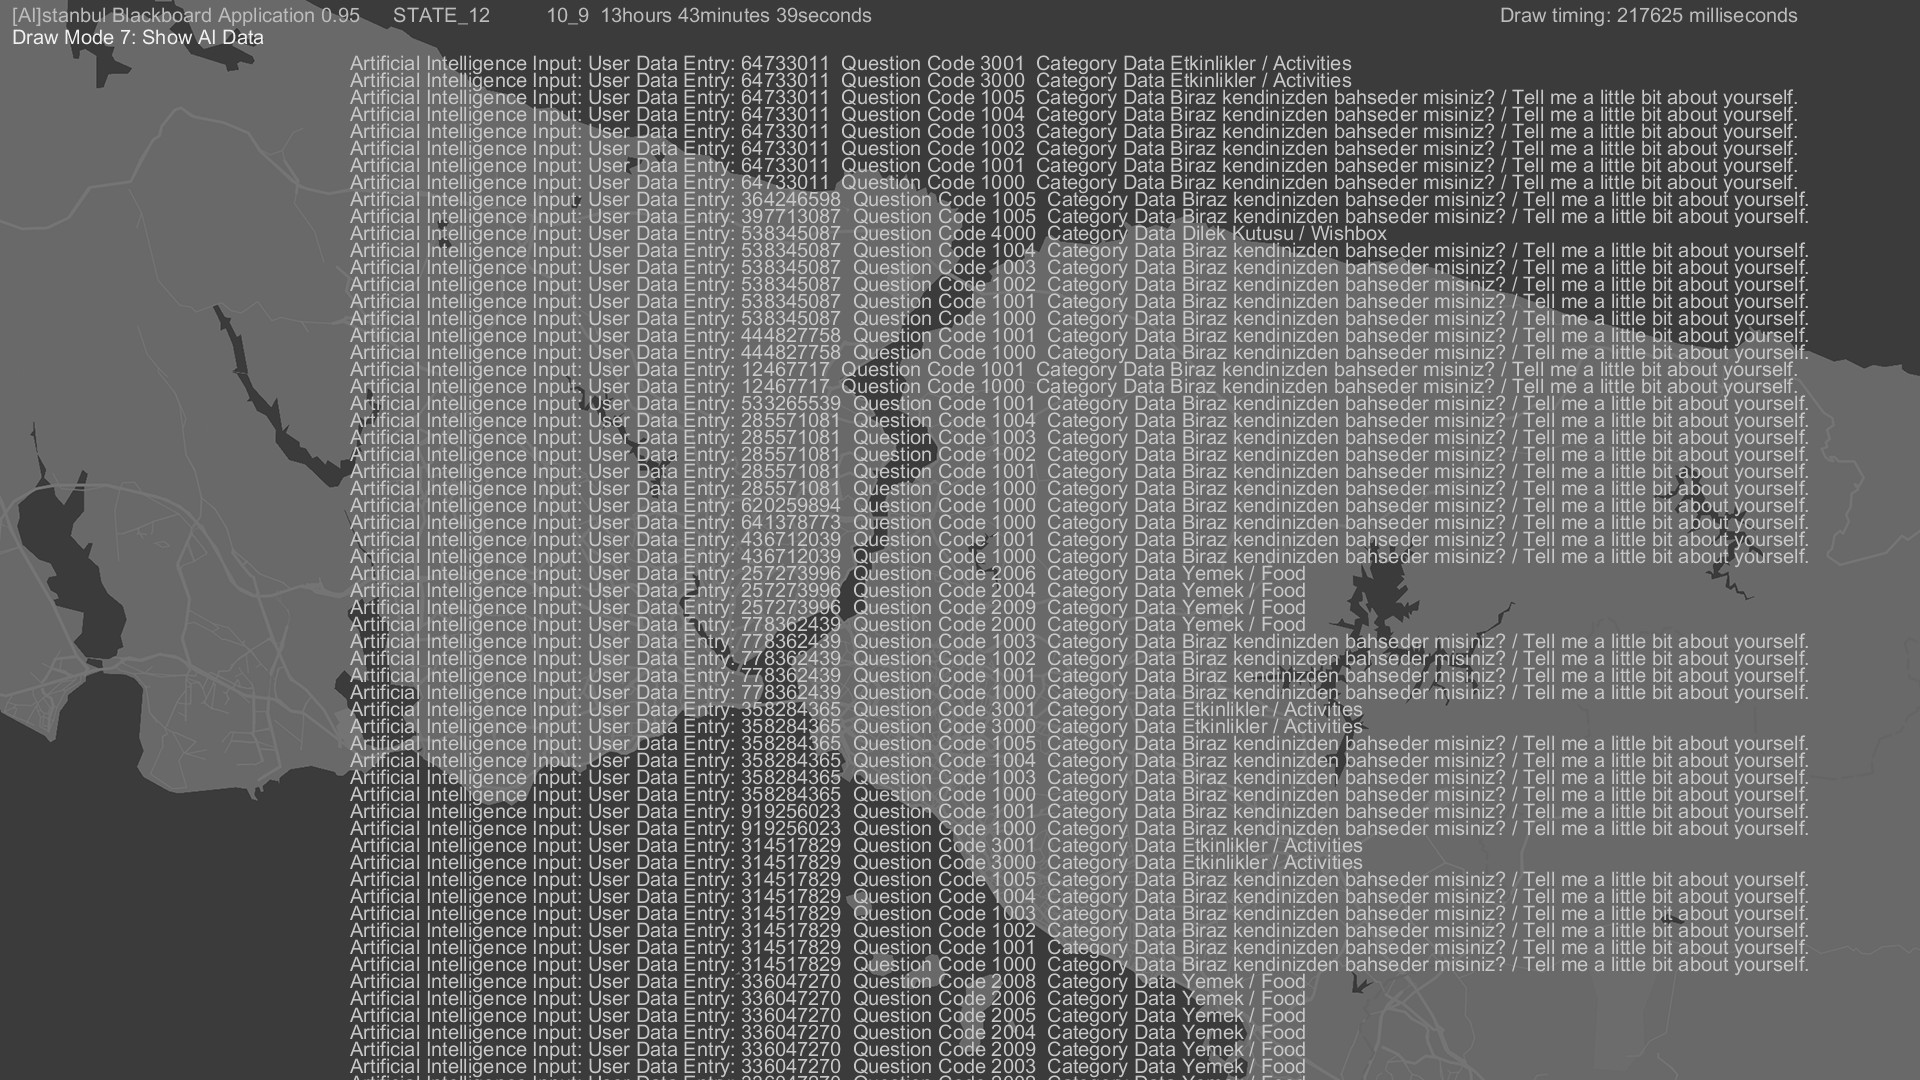 [AI]stanbul Blackboard Application 0.95 STATE_12 10_9 13hours 43minutes 39seconds Draw timing: 217625 milliseconds
Draw Mode 7: Show AI Data
Artificial Intelligence Input: User Data Entry: 64733011 Question Code 3001 Category Data Etkinlikler / Activities
Artificial Intelligence Input: User Data Entry: 64733011 Question Code 3000 Category Data Etkinlikler / Activities
Artificial Intelligence Input: User Data Entry: 64733011 Question Code 1005 Category Data Biraz kendinizden bahseder misiniz? / Tell me a little bit about yourself.
Artificial Intelligence Input: User Data Entry: 64733011 Question Code 1004 Category Data Biraz kendinizden bahseder misiniz? / Tell me a little bit about yourself.
Artificial Intelligence Input: User Data Entry: 64733011 Question Code 1003 Category Data Biraz kendinizden bahseder misiniz? / Tell me a little bit about yourself.
Artificial Intelligence Input: User Data Entry: 64733011 Question Code 1002 Category Data Biraz kendinizden bahseder misiniz? / Tell me a little bit about yourself.
Artificial Intelligence Input: User Data Entry: 64733011 Question Code 1001 Category Data Biraz kendinizden bahseder misiniz? / Tell me a little bit about yourself.
Artificial Intelligence Input: User Data Entry: 64733011 Question Code 1000 Category Data Biraz kendinizden bahseder misiniz? / Tell me a little bit about yourself.
Artificial Intelligence Input: User Data Entry: 364246598 Question Code 1005 Category Data Biraz kendinizden bahseder misiniz? / Tell me a little bit about yourself.
Artificial Intelligence Input: User Data Entry: 397713087 Question Code 1005 Category Data Biraz kendinizden bahseder misiniz? / Tell me a little bit about yourself.
Artificial Intelligence Input: User Data Entry: 538345087 Question Code 4000 Category Data Dilek Kutusu / Wishbox
Artificial Intelligence Input: User Data Entry: 538345087 Question Code 1004 Category Data Biraz kendinizden bahseder misiniz? / Tell me a little bit about yourself.
Artificial Intelligence Input: User Data Entry: 538345087 Question Code 1003 Category Data Biraz kendinizden bahseder misiniz? / Tell me a little bit about yourself.
Artificial Intelligence Input: User Data Entry: 538345087 Question Code 1002 Category Data Biraz kendinizden bahseder misiniz? / Tell me a little bit about yourself.
Artificial Intelligence Input: User Data Entry: 538345087 Question Code 1001 Category Data Biraz kendinizden bahseder misiniz? / Tell me a little bit about yourself.
Artificial Intelligence Input: User Data Entry: 538345087 Question Code 1000 Category Data Biraz kendinizden bahseder misiniz? / Tell me a little bit about yourself.
Artificial Intelligence Input: User Data Entry: 444827758 Question Code 1001 Category Data Biraz kendinizden bahseder misiniz? / Tell me a little bit about yourself.
Artificial Intelligence Input: User Data Entry: 444827758 Question Code 1000 Category Data Biraz kendinizden bahseder misiniz? / Tell me a little bit about yourself.
Artificial Intelligence Input: User Data Entry: 12467717 Question Code 1001 Category Data Biraz kendinizden bahseder misiniz? / Tell me a little bit about yourself.
Artificial Intelligence Input: User Data Entry: 12467717 Question Code 1000 Category Data Biraz kendinizden bahseder misiniz? / Tell me a little bit about yourself.
Artificial Intelligence Input: User Data Entry: 533265539 Question Code 1001 Category Data Biraz kendinizden bahseder misiniz? / Tell me a little bit about yourself.
Artificial Intelligence Input: User Data Entry: 285571081 Question Code 1004 Category Data Biraz kendinizden bahseder misiniz? / Tell me a little bit about yourself.
Artificial Intelligence Input: User Data Entry: 285571081 Question Code 1003 Category Data Biraz kendinizden bahseder misiniz? / Tell me a little bit about yourself.
Artificial Intelligence Input: User Data Entry: 285571081 Question Code 1002 Category Data Biraz kendinizden bahseder misiniz? / Tell me a little bit about yourself.
Artificial Intelligence Input: User Data Entry: 285571081 Question Code 1001 Category Data Biraz kendinizden bahseder misiniz? / Tell me a little bit about yourself.
Artificial Intelligence Input: User Data Entry: 285571081 Question Code 1000 Category Data Biraz kendinizden bahseder misiniz? / Tell me a little bit about yourself.
Artificial Intelligence Input: User Data Entry: 620259894 Question Code 1000 Category Data Biraz kendinizden bahseder misiniz? / Tell me a little bit about yourself.
Artificial Intelligence Input: User Data Entry: 641378773 Question Code 1000 Category Data Biraz kendinizden bahseder misiniz? / Tell me a little bit about yourself.
Artificial Intelligence Input: User Data Entry: 436712039 Question Code 1001 Category Data Biraz kendinizden bahseder misiniz? / Tell me a little bit about yourself.
Artificial Intelligence Input: User Data Entry: 436712039 Question Code 1000 Category Data Biraz kendinizden bahseder misiniz? / Tell me a little bit about yourself.
Artificial Intelligence Input: User Data Entry: 257273996 Question Code 2006 Category Data Yemek / Food
Artificial Intelligence Input: User Data Entry: 257273996 Question Code 2004 Category Data Yemek / Food
Artificial Intelligence Input: User Data Entry: 257273996 Question Code 2009 Category Data Yemek / Food
Artificial Intelligence Input: User Data Entry: 778362439 Question Code 2000 Category Data Yemek / Food
Artificial Intelligence Input: User Data Entry: 778362439 Question Code 1003 Category Data Biraz kendinizden bahseder misiniz? / Tell me a little bit about yourself.
Artificial Intelligence Input: User Data Entry: 778362439 Question Code 1002 Category Data Biraz kendinizden bahseder misiniz? / Tell me a little bit about yourself.
Artificial Intelligence Input: User Data Entry: 778362439 Question Code 1001 Category Data Biraz kendinizden bahseder misiniz? / Tell me a little bit about yourself.
Artificial Intelligence Input: User Data Entry: 778362439 Question Code 1000 Category Data Biraz kendinizden bahseder misiniz? / Tell me a little bit about yourself.
Artificial Intelligence Input: User Data Entry: 358284365 Question Code 3001 Category Data Etkinlikler / Activities
Artificial Intelligence Input: User Data Entry: 358284365 Question Code 3000 Category Data Etkinlikler / Activities
Artificial Intelligence Input: User Data Entry: 358284365 Question Code 1005 Category Data Biraz kendinizden bahseder misiniz? / Tell me a little bit about yourself.
Artificial Intelligence Input: User Data Entry: 358284365 Question Code 1004 Category Data Biraz kendinizden bahseder misiniz? / Tell me a little bit about yourself.
Artificial Intelligence Input: User Data Entry: 358284365 Question Code 1003 Category Data Biraz kendinizden bahseder misiniz? / Tell me a little bit about yourself.
Artificial Intelligence Input: User Data Entry: 358284365 Question Code 1000 Category Data Biraz kendinizden bahseder misiniz? / Tell me a little bit about yourself.
Artificial Intelligence Input: User Data Entry: 919256023 Question Code 1001 Category Data Biraz kendinizden bahseder misiniz? / Tell me a little bit about yourself.
Artificial Intelligence Input: User Data Entry: 919256023 Question Code 1000 Category Data Biraz kendinizden bahseder misiniz? / Tell me a little bit about yourself.
Artificial Intelligence Input: User Data Entry: 314517829 Question Code 3001 Category Data Etkinlikler / Activities
Artificial Intelligence Input: User Data Entry: 314517829 Question Code 3000 Category Data Etkinlikler / Activities
Artificial Intelligence Input: User Data Entry: 314517829 Question Code 1005 Category Data Biraz kendinizden bahseder misiniz? / Tell me a little bit about yourself.
Artificial Intelligence Input: User Data Entry: 314517829 Question Code 1004 Category Data Biraz kendinizden bahseder misiniz? / Tell me a little bit about yourself.
Artificial Intelligence Input: User Data Entry: 314517829 Question Code 1003 Category Data Biraz kendinizden bahseder misiniz? / Tell me a little bit about yourself.
Artificial Intelligence Input: User Data Entry: 314517829 Question Code 1002 Category Data Biraz kendinizden bahseder misiniz? / Tell me a little bit about yourself.
Artificial Intelligence Input: User Data Entry: 314517829 Question Code 1001 Category Data Biraz kendinizden bahseder misiniz? / Tell me a little bit about yourself.
Artificial Intelligence Input: User Data Entry: 314517829 Question Code 1000 Category Data Biraz kendinizden bahseder misiniz? / Tell me a little bit about yourself.
Artificial Intelligence Input: User Data Entry: 336047270 Question Code 2008 Category Data Yemek / Food
Artificial Intelligence Input: User Data Entry: 336047270 Question Code 2006 Category Data Yemek / Food
Artificial Intelligence Input: User Data Entry: 336047270 Question Code 2005 Category Data Yemek / Food
Artificial Intelligence Input: User Data Entry: 336047270 Question Code 2004 Category Data Yemek / Food
Artificial Intelligence Input: User Data Entry: 336047270 Question Code 2009 Category Data Yemek / Food
Artificial Intelligence Input: User Data Entry: 336047270 Question Code 2003 Category Data Yemek / Food